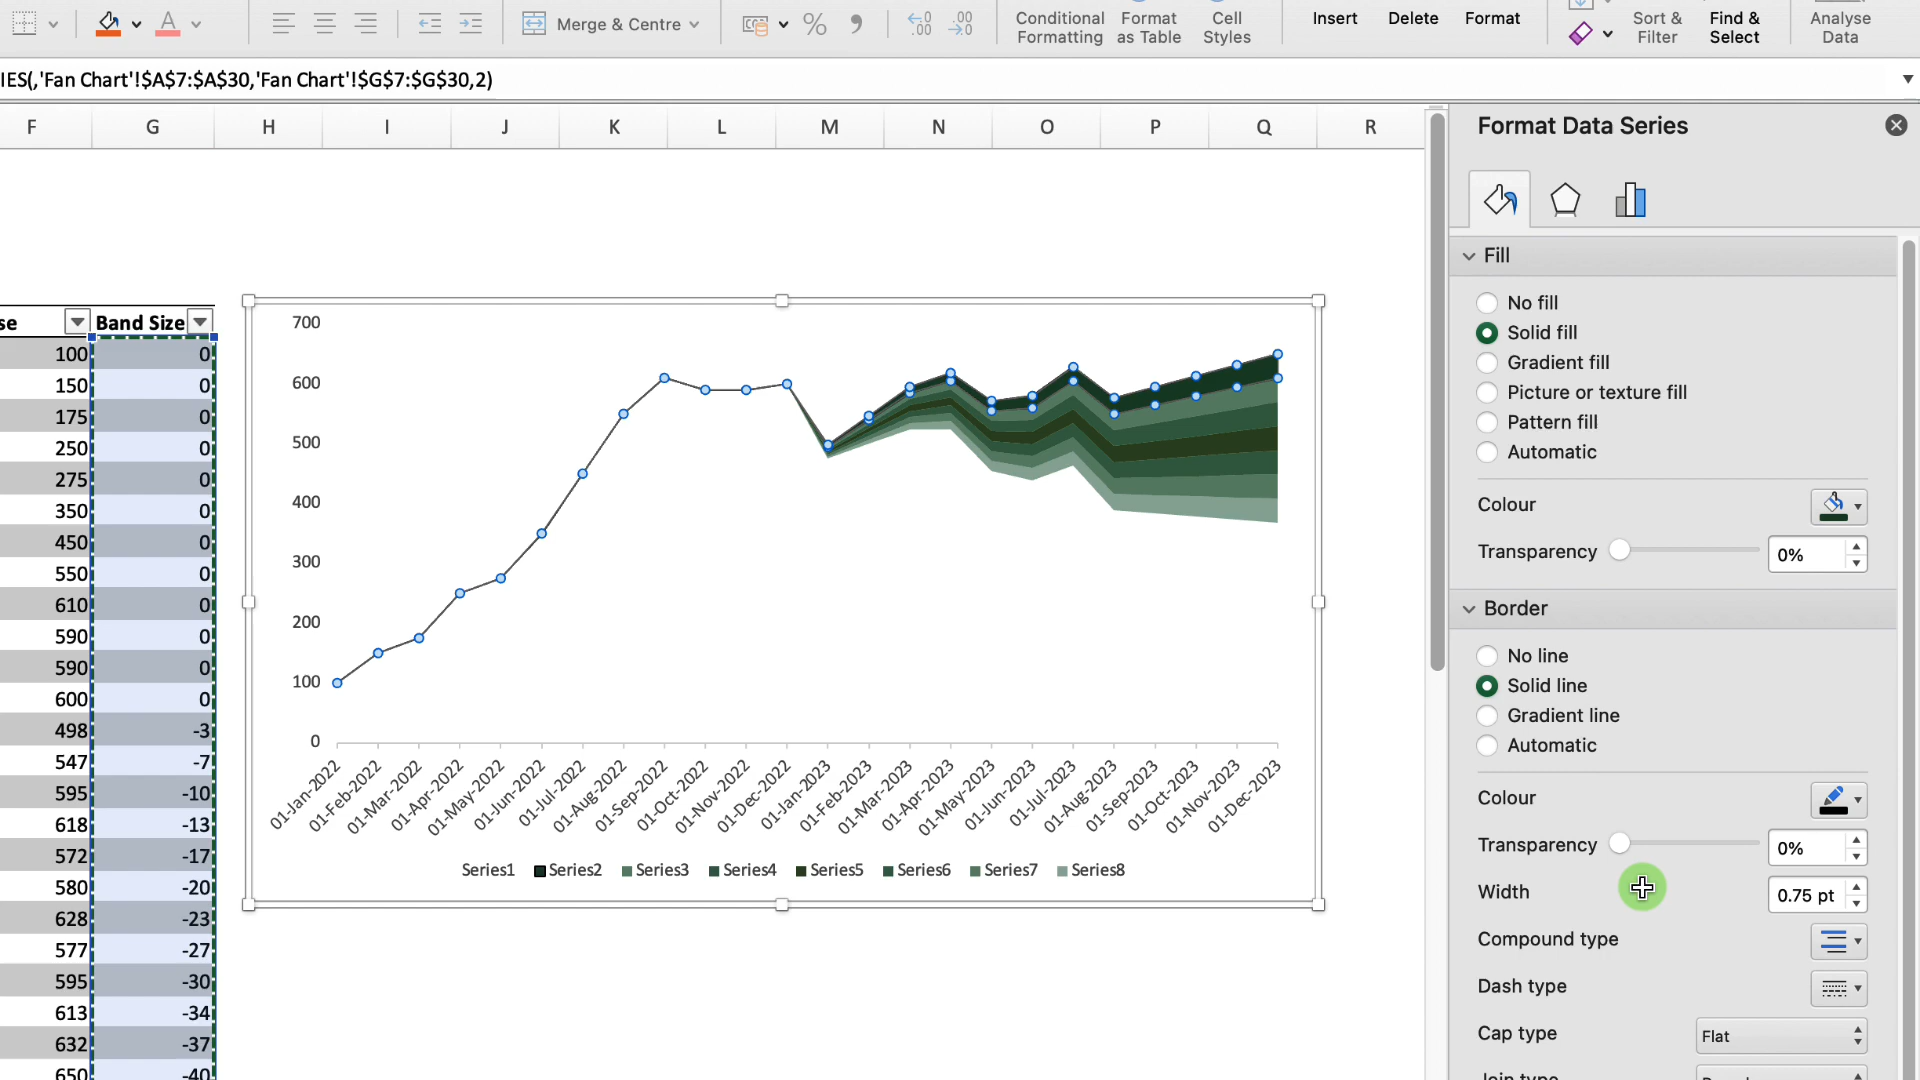 Merge & Centre
Conditional Formatting
Format as Table
Cell Styles
Insert
Delete
Format
Sort & Filter
Find & Select
Analyse Data
IES(,'Fan Chart'!$A$7:$A$30,'Fan Chart'!$G$7:$G$30,2)
F G H I J K L M N O P Q R
se Band Size
100 0
150 0
175 0
250 0
275 0
350 0
450 0
550 0
610 0
590 0
590 0
600 0
498 -3
547 -7
595 -10
618 -13
572 -17
580 -20
628 -23
577 -27
595 -30
613 -34
632 -37
650 -40
700
600
500
400
300
200
100
0
01-Jan-2022
01-Feb-2022
01-Mar-2022
01-Apr-2022
01-May-2022
01-Jun-2022
01-Jul-2022
01-Aug-2022
01-Sep-2022
01-Oct-2022
01-Nov-2022
01-Dec-2022
01-Jan-2023
01-Feb-2023
01-Mar-2023
01-Apr-2023
01-May-2023
01-Jun-2023
01-Jul-2023
01-Aug-2023
01-Sep-2023
01-Oct-2023
01-Nov-2023
01-Dec-2023
Series1 Series2 Series3 Series4 Series5 Series6 Series7 Series8
Format Data Series
Fill
No fill
Solid fill
Gradient fill
Picture or texture fill
Pattern fill
Automatic
Colour
Transparency 0%
Border
No line
Solid line
Gradient line
Automatic
Colour
Transparency 0%
Width 0.75 pt
Compound type
Dash type
Cap type Flat
Join type